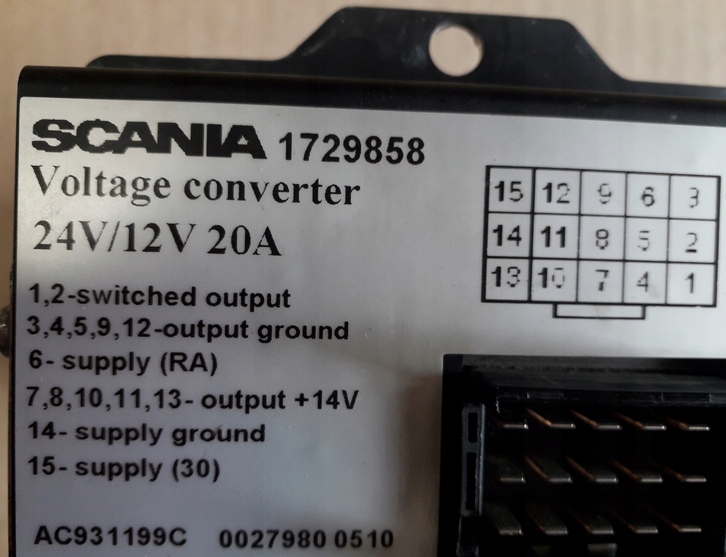 SCANIA 1729858
Voltage converter
24V/12V 20A
1,2-switched output
3,4,5,9,12-output ground
6- supply (RA)
7,8,10,11,13- output +14V
14- supply ground
15- supply (30)
AC931199C 0027980 0510
15 12 9 6 3
14 11 8 5 2
13 10 7 4 1